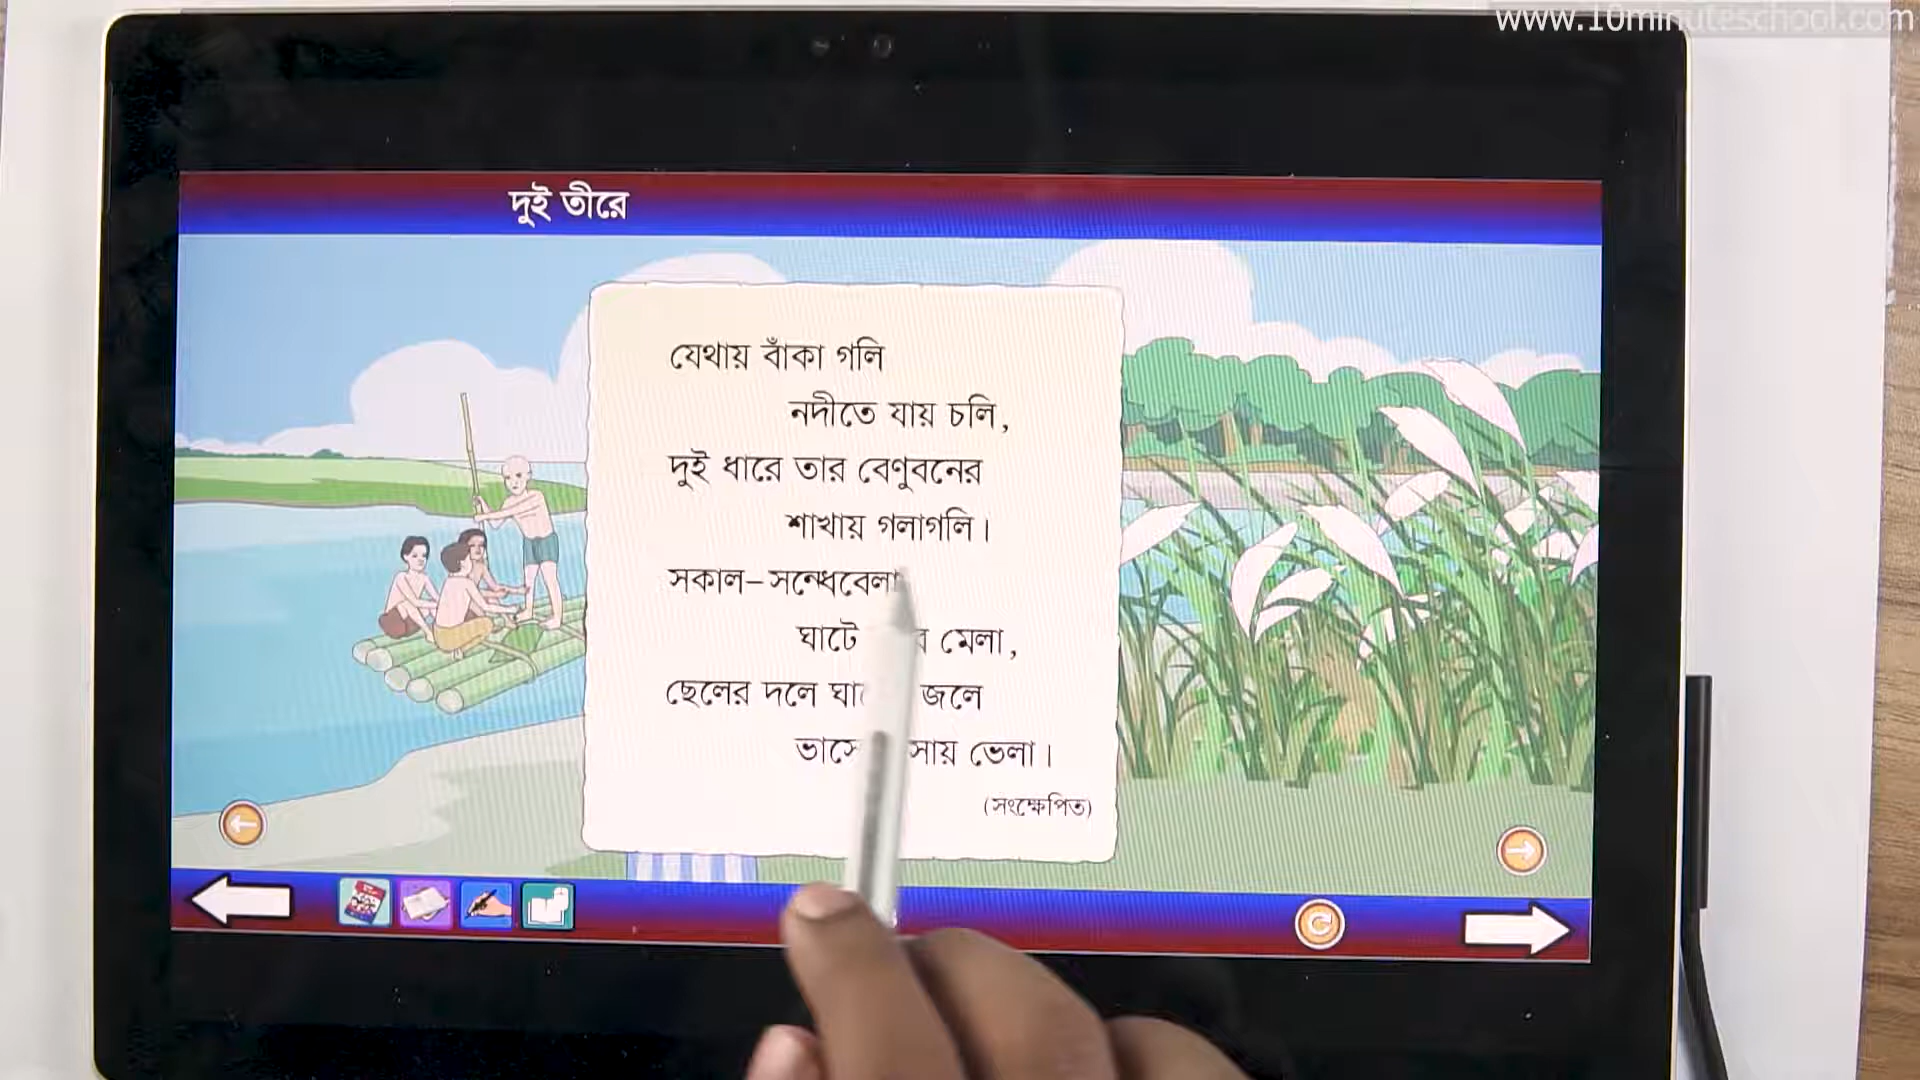 www.10minuteschool.com
দুই তীরে
যেথায় বাঁকা গলি
নদীতে যায় চলি,
দুই ধারে তার বেণুবনের
শাখায় গলাগলি।
সকাল-সন্ধেবেলা
ঘাটে মেলা,
ছেলের দলে জলে
ভেলা।
(সংক্ষেপিত)